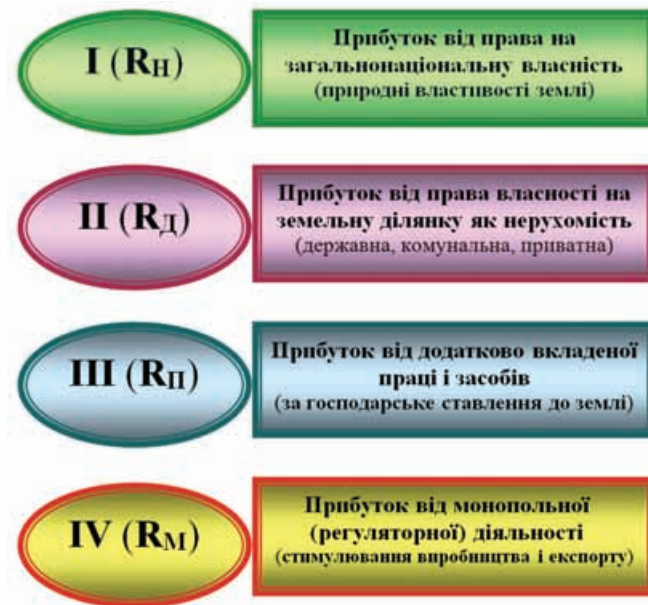 I (RН)
Прибуток від права на
загальнонаціональну власність
(природні властивості землі)
II (RД)
Прибуток від права власності на
земельну ділянку як нерухомість
(державна, комунальна, приватна)
III (RП)
Прибуток від додатково вкладеної
праці і засобів
(за господарське ставлення до землі)
IV (RМ)
Прибуток від монопольної
(регуляторної) діяльності
(стимулювання виробництва і експорту)